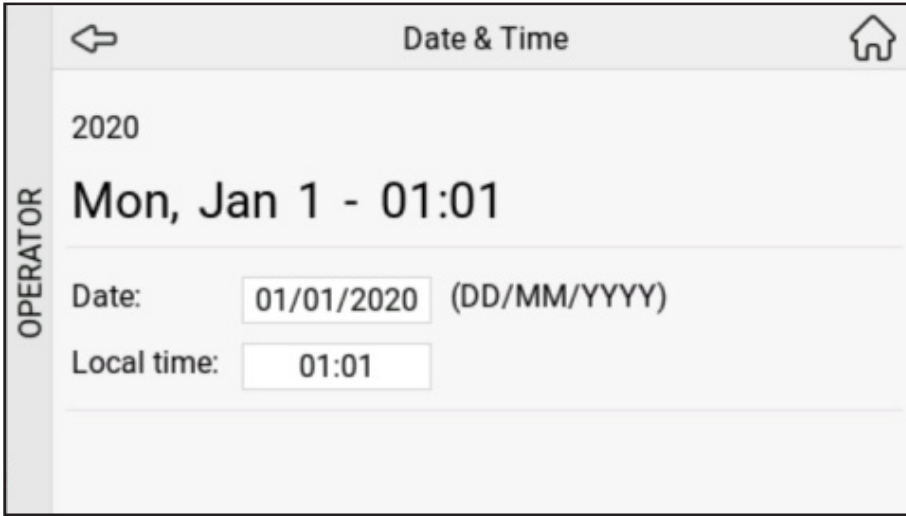 Date & Time
OPERATOR
2020
Mon, Jan 1 - 01:01
Date: 01/01/2020 (DD/MM/YYYY)
Local time: 01:01